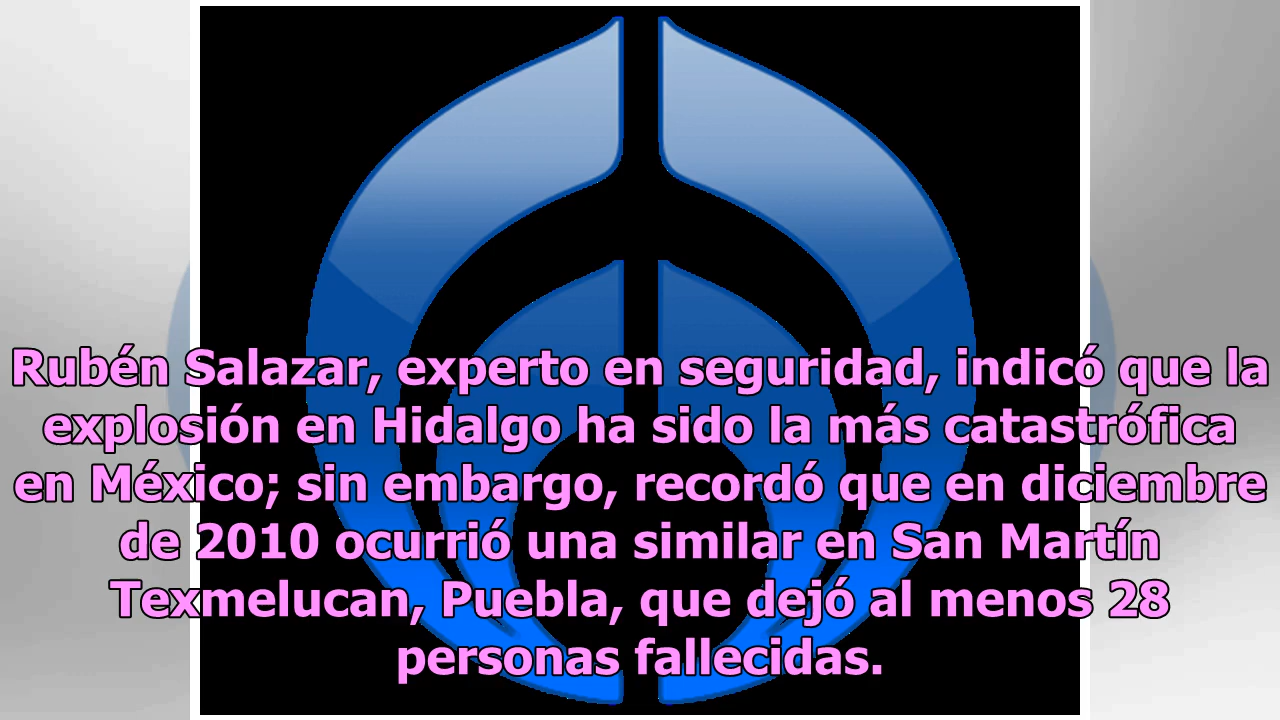 Rubén Salazar, experto en seguridad, indicó que la
explosión en Hidalgo ha sido la más catastrófica
en México; sin embargo, recordó que en diciembre
de 2010 ocurrió una similar en San Martín
Texmelucan, Puebla, que dejó al menos 28
personas fallecidas.